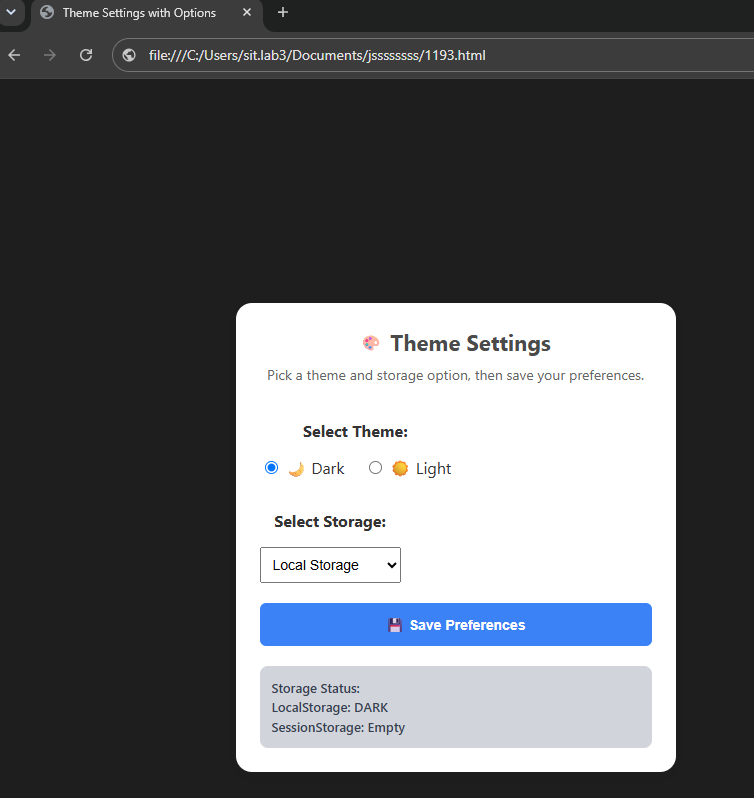 Theme Settings with Options
file:///C:/Users/sit.lab3/Documents/jssssssss/1193.html
🎨 Theme Settings
Pick a theme and storage option, then save your preferences.
Select Theme:
🌙 Dark 🌞 Light
Select Storage:
Local Storage
💾 Save Preferences
Storage Status:
LocalStorage: DARK
SessionStorage: Empty